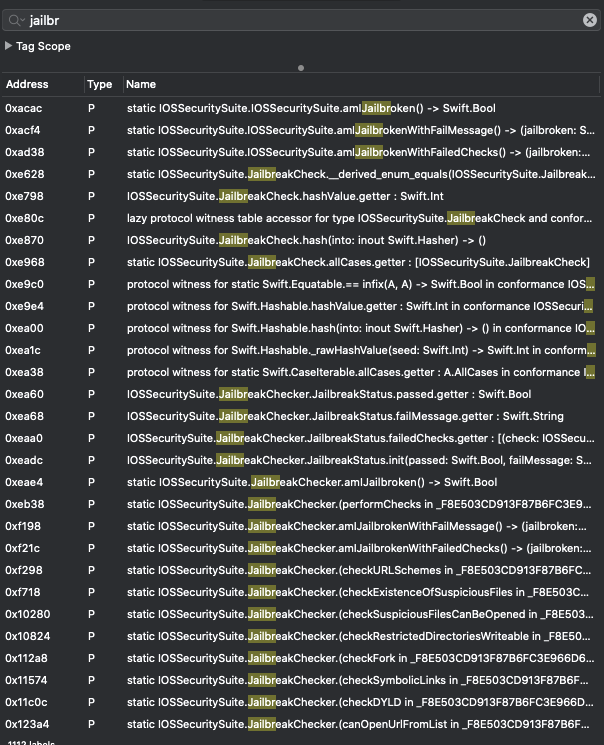 jailbr
Tag Scope
Address Type Name
0xacac P static IOSSecuritySuite.IOSSecuritySuite.amIJailbroken() -> Swift.Bool
0xacf4 P static IOSSecuritySuite.IOSSecuritySuite.amIJailbrokenWithFailMessage() -> (jailbroken: S...
0xad38 P static IOSSecuritySuite.IOSSecuritySuite.amIJailbrokenWithFailedChecks() -> (jailbroken:...
0xe628 P static IOSSecuritySuite.JailbreakCheck.__derived_enum_equals(IOSSecuritySuite.Jailbreak...
0xe798 P IOSSecuritySuite.JailbreakCheck.hashValue.getter : Swift.Int
0xe80c P lazy protocol witness table accessor for type IOSSecuritySuite.JailbreakCheck and confor...
0xe870 P IOSSecuritySuite.JailbreakCheck.hash(into: inout Swift.Hasher) -> ()
0xe968 P static IOSSecuritySuite.JailbreakCheck.allCases.getter : [IOSSecuritySuite.JailbreakCheck]
0xe9c0 P protocol witness for static Swift.Equatable.== infix(A, A) -> Swift.Bool in conformance IOS...
0xe9e4 P protocol witness for Swift.Hashable.hashValue.getter : Swift.Int in conformance IOSSecuri...
0xea00 P protocol witness for Swift.Hashable.hash(into: inout Swift.Hasher) -> () in conformance IO...
0xea1c P protocol witness for Swift.Hashable._rawHashValue(seed: Swift.Int) -> Swift.Int in conform...
0xea38 P protocol witness for static Swift.CaseIterable.allCases.getter : A.AllCases in conformance I...
0xea60 P IOSSecuritySuite.JailbreakChecker.JailbreakStatus.passed.getter : Swift.Bool
0xea68 P IOSSecuritySuite.JailbreakChecker.JailbreakStatus.failMessage.getter : Swift.String
0xeaa0 P IOSSecuritySuite.JailbreakChecker.JailbreakStatus.failedChecks.getter : [(check: IOSSecu...
0xeadc P IOSSecuritySuite.JailbreakChecker.JailbreakStatus.init(passed: Swift.Bool, failMessage: S...
0xeae4 P static IOSSecuritySuite.JailbreakChecker.amIJailbroken() -> Swift.Bool
0xeb38 P static IOSSecuritySuite.JailbreakChecker.(performChecks in _F8E503CD913F87B6FC3E9...
0xf198 P static IOSSecuritySuite.JailbreakChecker.amIJailbrokenWithFailMessage() -> (jailbroken:...
0xf21c P static IOSSecuritySuite.JailbreakChecker.amIJailbrokenWithFailedChecks() -> (jailbroken:...
0xf298 P static IOSSecuritySuite.JailbreakChecker.(checkURLSchemes in _F8E503CD913F87B6FC...
0xf718 P static IOSSecuritySuite.JailbreakChecker.(checkExistenceOfSuspiciousFiles in _F8E503C...
0x10280 P static IOSSecuritySuite.JailbreakChecker.(checkSuspiciousFilesCanBeOpened in _F8E503...
0x10824 P static IOSSecuritySuite.JailbreakChecker.(checkRestrictedDirectoriesWriteable in _F8E50...
0x112a8 P static IOSSecuritySuite.JailbreakChecker.(checkFork in _F8E503CD913F87B6FC3E966D6...
0x11574 P static IOSSecuritySuite.JailbreakChecker.(checkSymbolicLinks in _F8E503CD913F87B6F...
0x11c0c P static IOSSecuritySuite.JailbreakChecker.(checkDYLD in _F8E503CD913F87B6FC3E966D...
0x123a4 P static IOSSecuritySuite.JailbreakChecker.(canOpenUrlFromList in _F8E503CD913F87B6F...
1112 labels